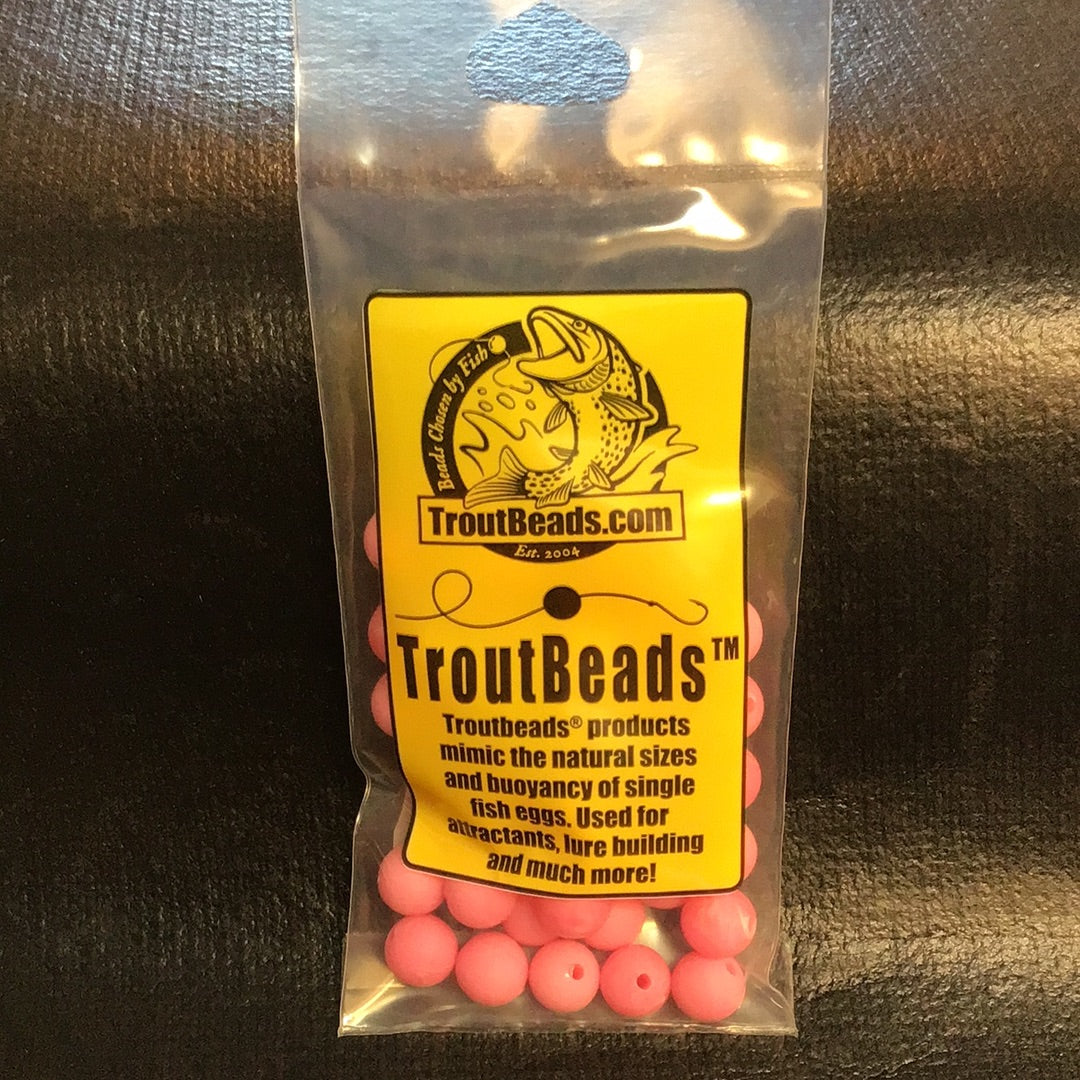 Beads Chosen by Fish
TroutBeads.com
Est. 2004
TroutBeads™
Troutbeads® products
mimic the natural sizes
and buoyancy of single
fish eggs. Used for
attractants, lure building
and much more!